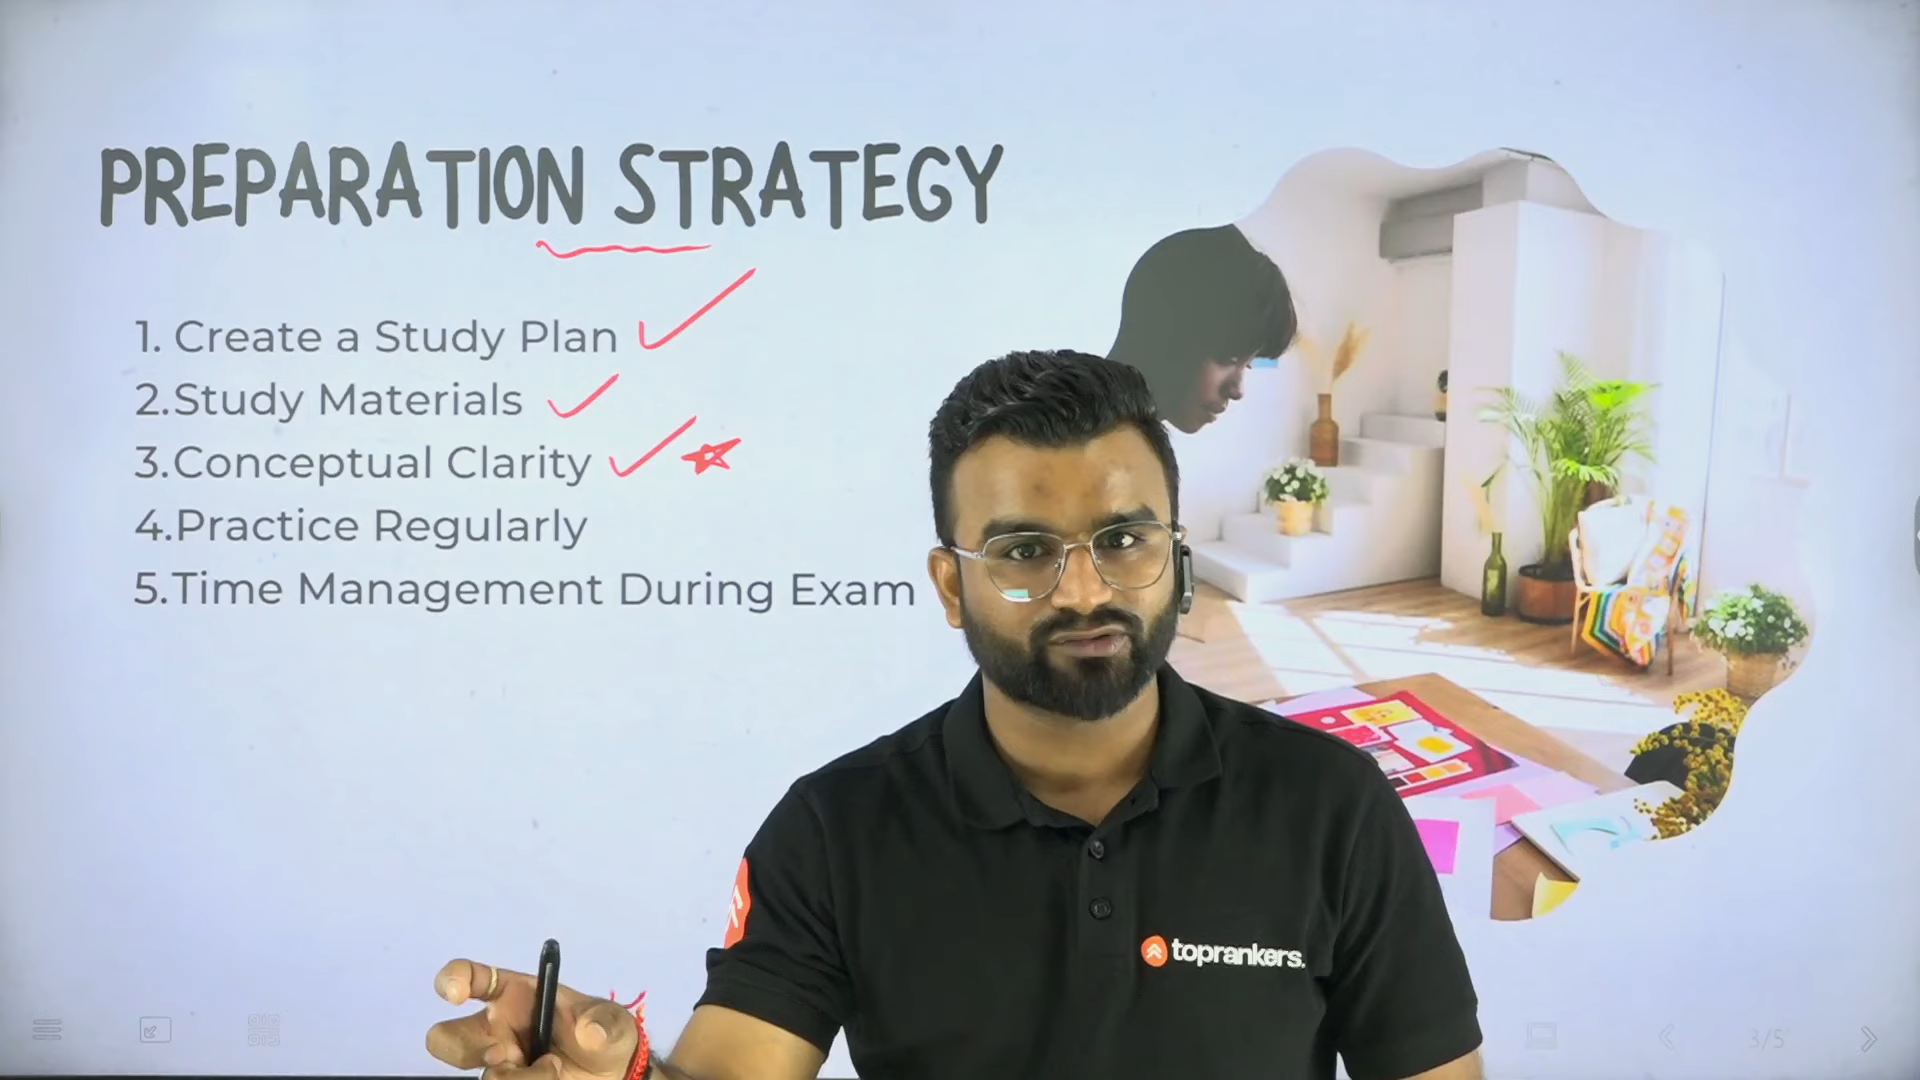 PREPARATION STRATEGY
1. Create a Study Plan
2.Study Materials
3.Conceptual Clarity
4.Practice Regularly
5.Time Management During Exam
toprankers.
3/5